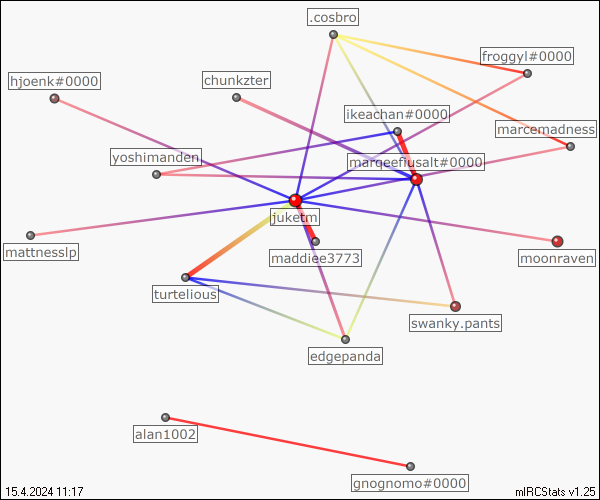 .cosbro
froggyl#0000
hjoenk#0000
chunkzter
ikeachan#0000
marcemadness
yoshimanden
marqeeflusalt#0000
juketm
mattnesslp
maddiee3773
moonraven
turtelious
swanky.pants
edgepanda
alan1002
gnognomo#0000
15.4.2024 11:17
mIRCStats v1.25